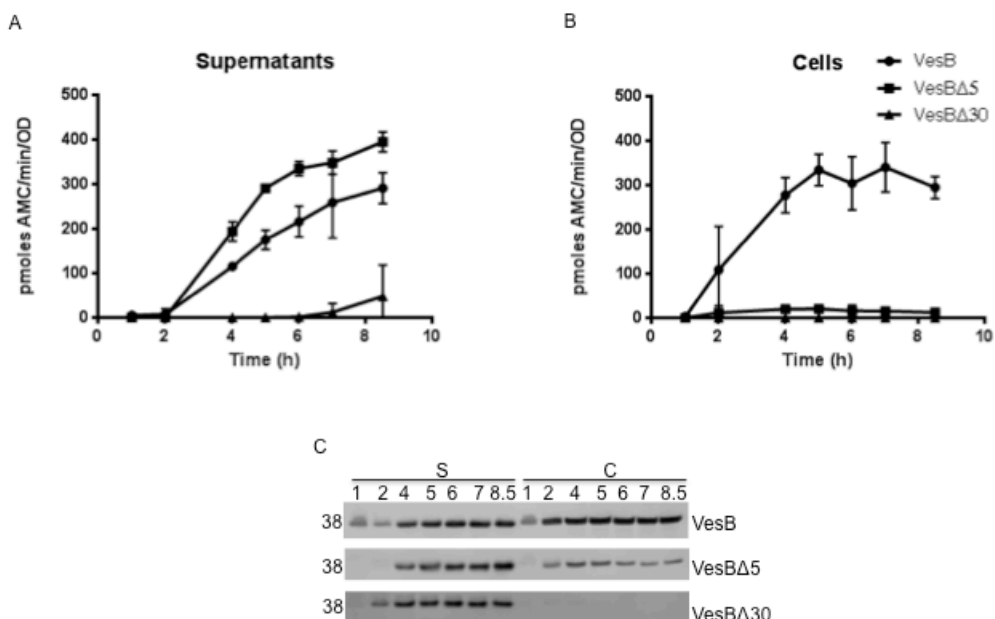 A
Supernatants
500
400
300
200
100
0
0 2 4 6 8 10
pmoles AMC/min/OD
Time (h)
B
Cells
VesB
VesBΔ5
VesBΔ30
500
400
300
200
100
0
0 2 4 6 8 10
pmoles AMC/min/OD
Time (h)
C
S C
1 2 4 5 6 7 8.5 1 2 4 5 6 7 8.5
38 VesB
38 VesBΔ5
38 VesBΔ30